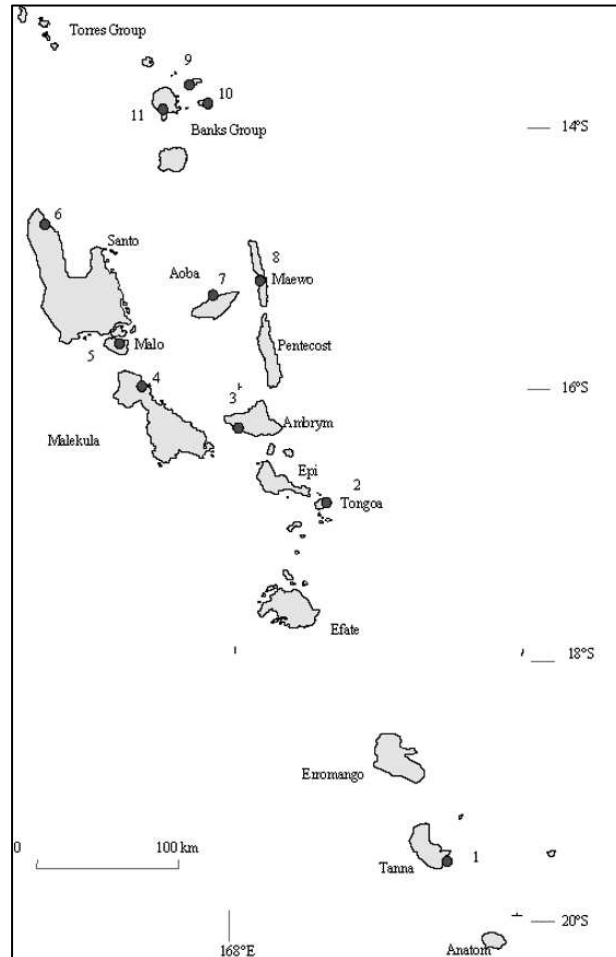 Torres Group
9
10
11
Banks Group
14°S
6
Santo
8
Aoba
7
Maewo
5
Malo
Pentecost
4
16°S
3
Ambrym
Malekula
Epi
2
Tongoa
Efate
18°S
Erromango
0
100 km
1
Tanna
20°S
168°E
Anatom